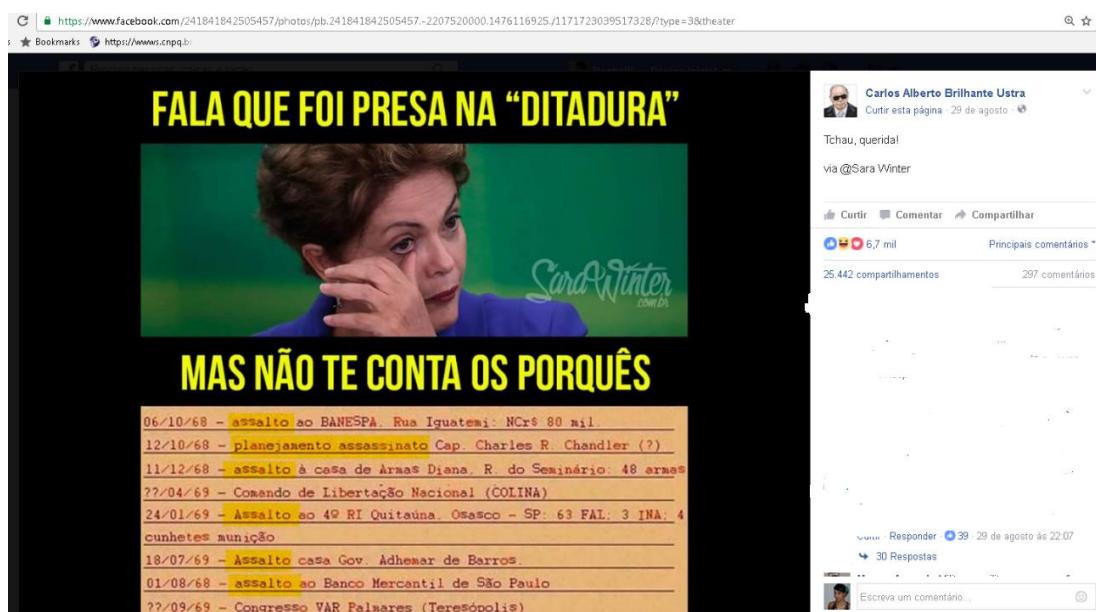 https://www.facebook.com/241841842505457/photos/pb.241841842505457.-2207520000.1476116925./1171723039517328/?type=3&theater
Bookmarks https://wwws.cnpq.b
FALA QUE FOI PRESA NA “DITADURA”
SaraWinter
.com.br
MAS NÃO TE CONTA OS PORQUÊS
06/10/68 - assalto ao BANESPA. Rua Iguatemi: NCr$ 80 mil.
12/10/68 - planejamento assassinato Cap. Charles R. Chandler (?)
11/12/68 - assalto à casa de Armas Diana, R. do Seminário: 48 armas
??/04/69 - Comando de Libertação Nacional (COLINA)
24/01/69 - Assalto ao 4º RI Quitaúna, Osasco - SP: 63 FAL; 3 INA; 4
cunhetes munição
18/07/69 - Assalto casa Gov. Adhemar de Barros.
01/08/68 - assalto ao Banco Mercantil de São Paulo
??/09/69 - Congresso VAR Palmares (Teresópolis)
Carlos Alberto Brilhante Ustra
Curtir esta página · 29 de agosto ·
Tchau, querida!
via @Sara Winter
Curtir Comentar Compartilhar
6,7 mil Principais comentários
25.442 compartilhamentos 297 comentários
Responder · 39 · 29 de agosto às 22:07
30 Respostas
Escreva um comentário...